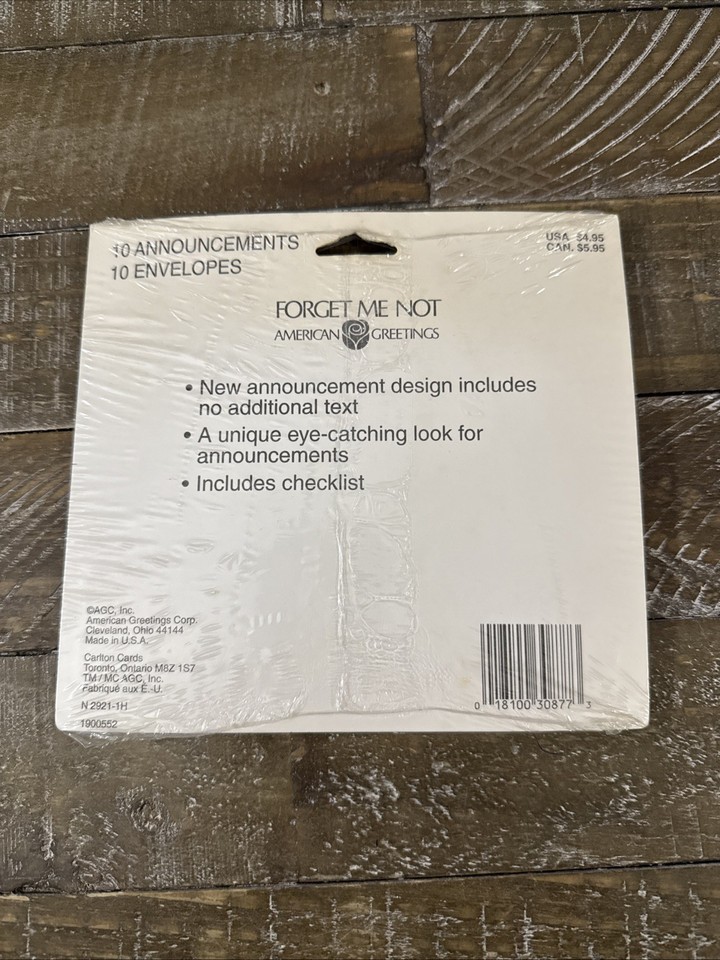 10 ANNOUNCEMENTS
10 ENVELOPES
USA $4.95
CAN. $5.95
FORGET ME NOT
AMERICAN GREETINGS
• New announcement design includes
no additional text
• A unique eye-catching look for
announcements
• Includes checklist
©AGC, Inc.
American Greetings Corp.
Cleveland, Ohio 44144
Made in U.S.A.
Carlton Cards
Toronto, Ontario M8Z 1S7
TM / MC AGC, Inc.
Fabriqué aux É.-U.
N 2921-1H
1900552
0 18100 30877 3